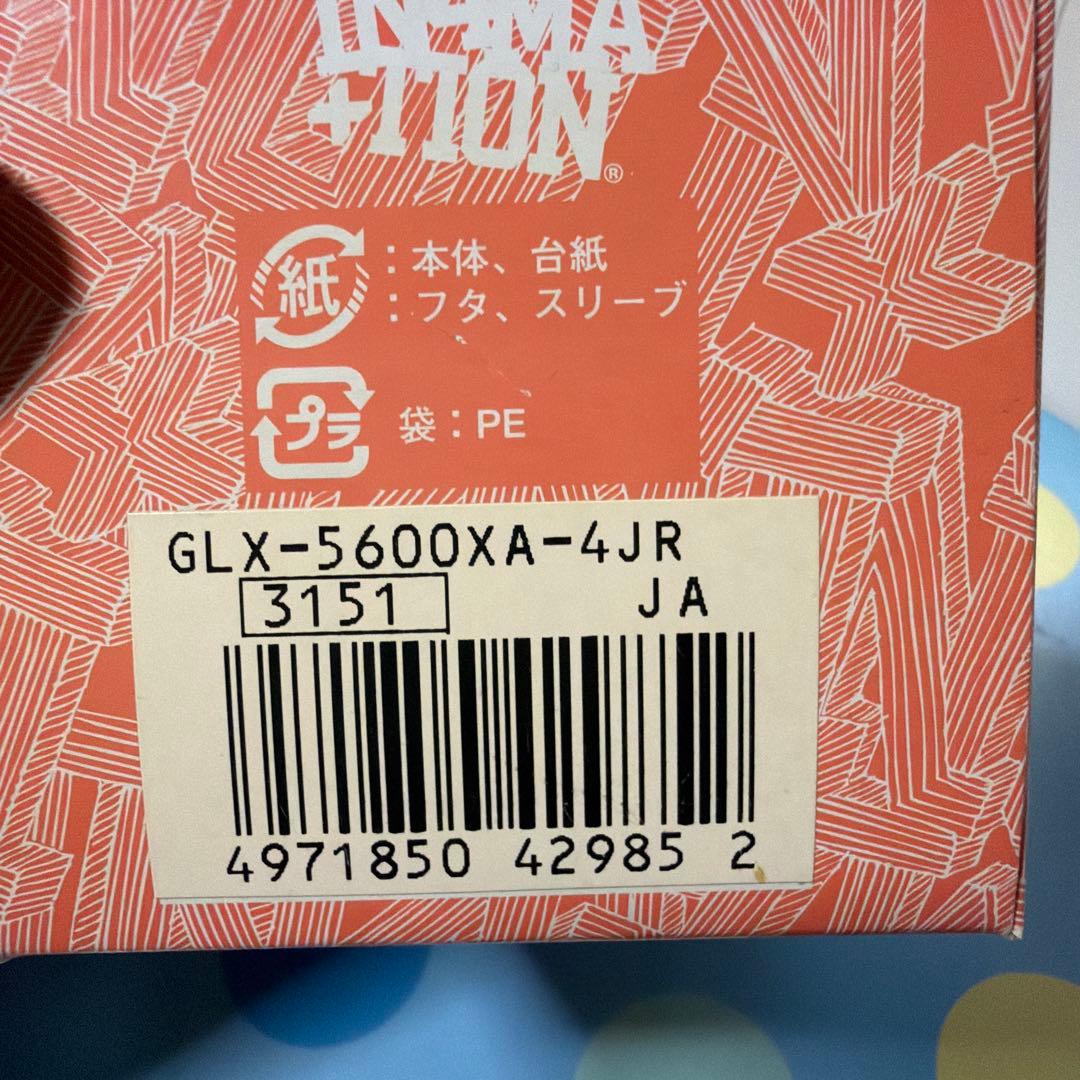 IN4MA
+TION®
紙 : 本体、台紙
: フタ、スリーブ
プラ 袋 : PE
GLX-5600XA-4JR
3151 JA
4971850 42985 2